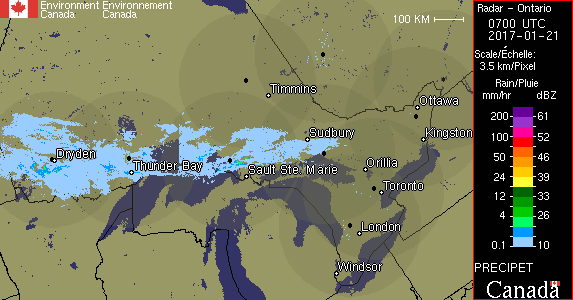 Environment Environnement
Canada Canada
100 KM
Timmins
Ottawa
Sudbury
Kingston
Dryden
Thunder Bay
Sault Ste. Marie
Orillia
Toronto
London
Windsor
Radar - Ontario
0700 UTC
2017-01-21
Scale/Échelle:
3.5 km/Pixel
Rain/Pluie
mm/hr dBZ
200 61
100 52
50 46
24 39
12 33
4 26
0.1 10
PRECIPET
Canada